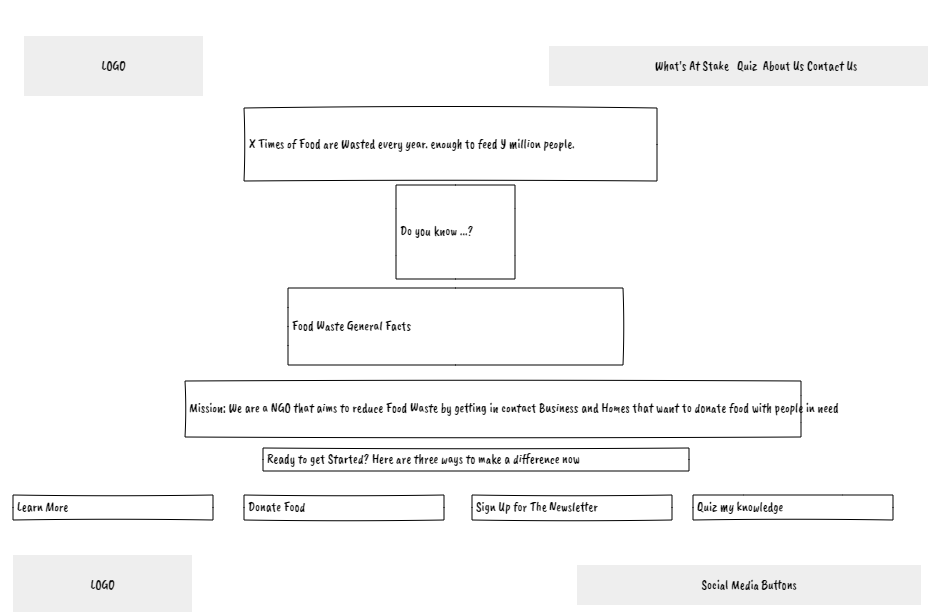 LOGO
What's At Stake Quiz About Us Contact Us
X Times of Food are Wasted every year. enough to feed Y million people.
Do you know ...?
Food Waste General Facts
Mission: We are a NGO that aims to reduce Food Waste by getting in contact Business and Homes that want to donate food with people in need
Ready to get Started? Here are three ways to make a difference now
Learn More
Donate Food
Sign Up for The Newsletter
Quiz my knowledge
LOGO
Social Media Buttons